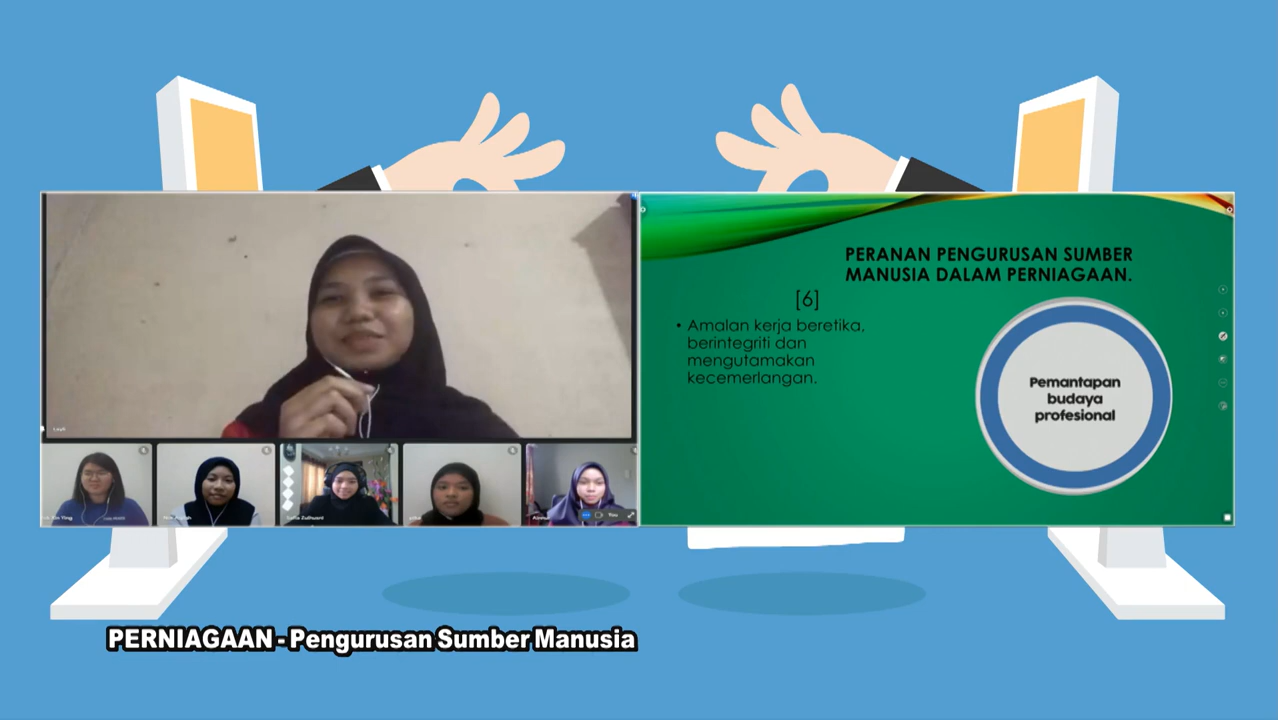 PERANAN PENGURUSAN SUMBER
MANUSIA DALAM PERNIAGAAN.
[6]
• Amalan kerja beretika,
berintegriti dan
mengutamakan
kecemerlangan.
Pemantapan
budaya
profesional
You
PERNIAGAAN - Pengurusan Sumber Manusia